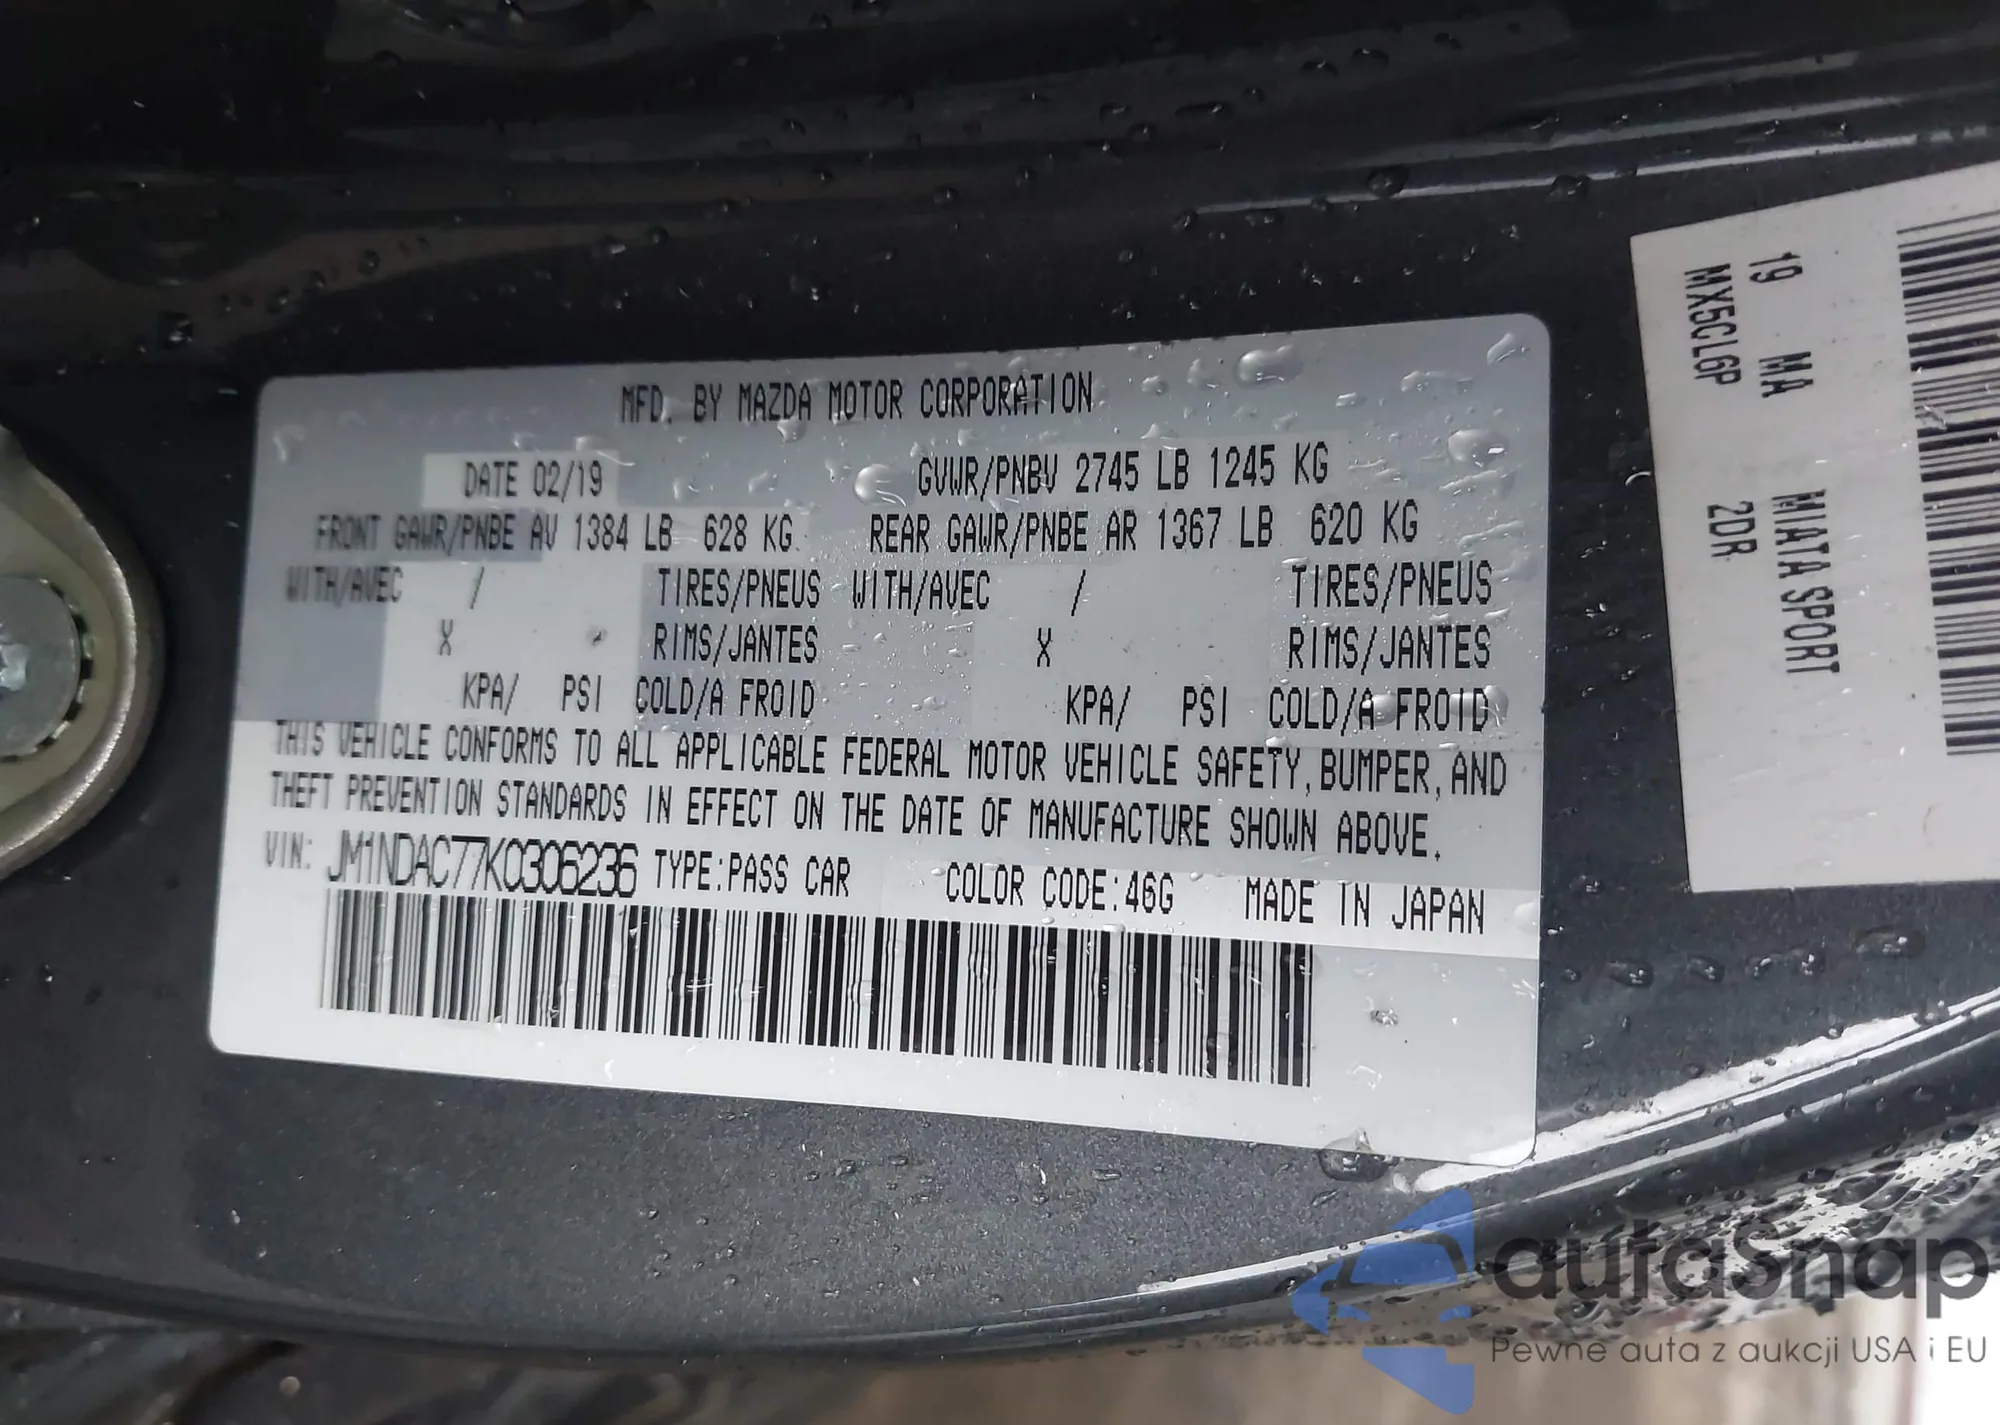 MFD. BY MAZDA MOTOR CORPORATION
DATE 02/19 GVWR/PNBV 2745 LB 1245 KG
FRONT GAWR/PNBE AV 1384 LB 628 KG REAR GAWR/PNBE AR 1367 LB 620 KG
WITH/AVEC / TIRES/PNEUS WITH/AVEC / TIRES/PNEUS
X RIMS/JANTES X RIMS/JANTES
KPA/ PSI COLD/A FROID KPA/ PSI COLD/A FROID
THIS VEHICLE CONFORMS TO ALL APPLICABLE FEDERAL MOTOR VEHICLE SAFETY, BUMPER, AND
THEFT PREVENTION STANDARDS IN EFFECT ON THE DATE OF MANUFACTURE SHOWN ABOVE.
VIN: JM1NDAC77K0306236 TYPE:PASS CAR COLOR CODE:46G MADE IN JAPAN
19 MA MIATA SPORT
MX5CLGP 2DR
autaSnap
Pewne auta z aukcji USA i EU